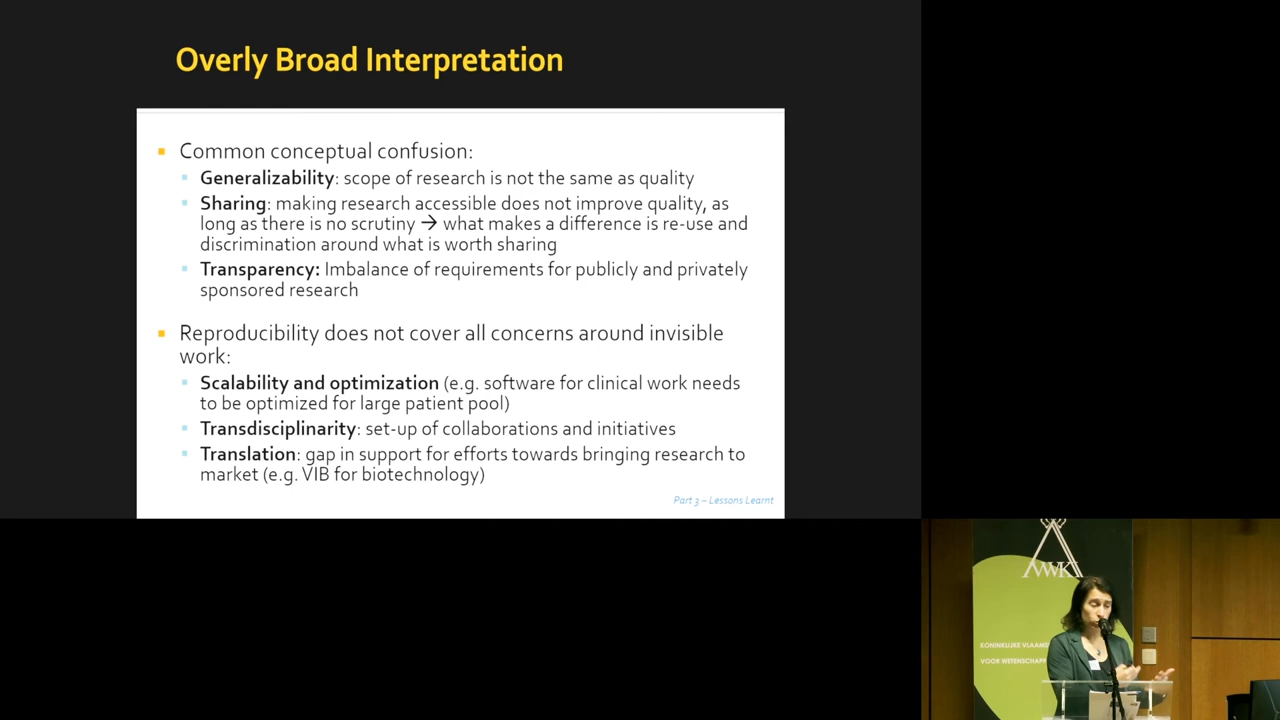 Overly Broad Interpretation
Common conceptual confusion:
Generalizability: scope of research is not the same as quality
Sharing: making research accessible does not improve quality, as
long as there is no scrutiny → what makes a difference is re-use and
discrimination around what is worth sharing
Transparency: Imbalance of requirements for publicly and privately
sponsored research
Reproducibility does not cover all concerns around invisible
work:
Scalability and optimization (e.g. software for clinical work needs
to be optimized for large patient pool)
Transdisciplinarity: set-up of collaborations and initiatives
Translation: gap in support for efforts towards bringing research to
market (e.g. VIB for biotechnology)
Part 3 – Lessons Learnt
KONINKLIJKE VLAAM
VOOR WETENSCHAPP